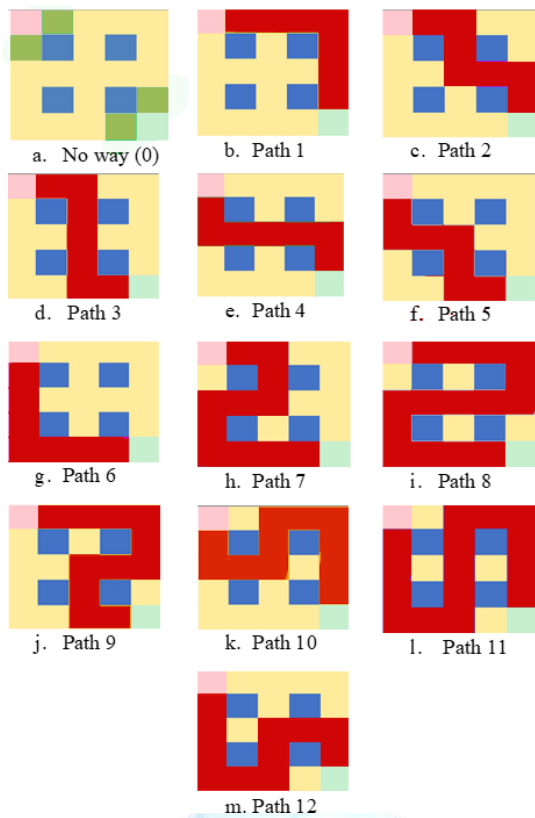 a. No way (0)
b. Path 1
c. Path 2
d. Path 3
e. Path 4
f. Path 5
g. Path 6
h. Path 7
i. Path 8
j. Path 9
k. Path 10
l. Path 11
m. Path 12